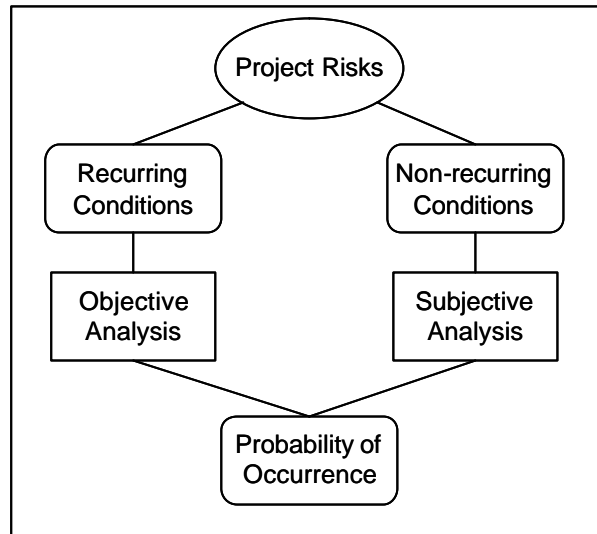 Project Risks
Recurring
Conditions
Non-recurring
Conditions
Objective
Analysis
Subjective
Analysis
Probability of
Occurrence